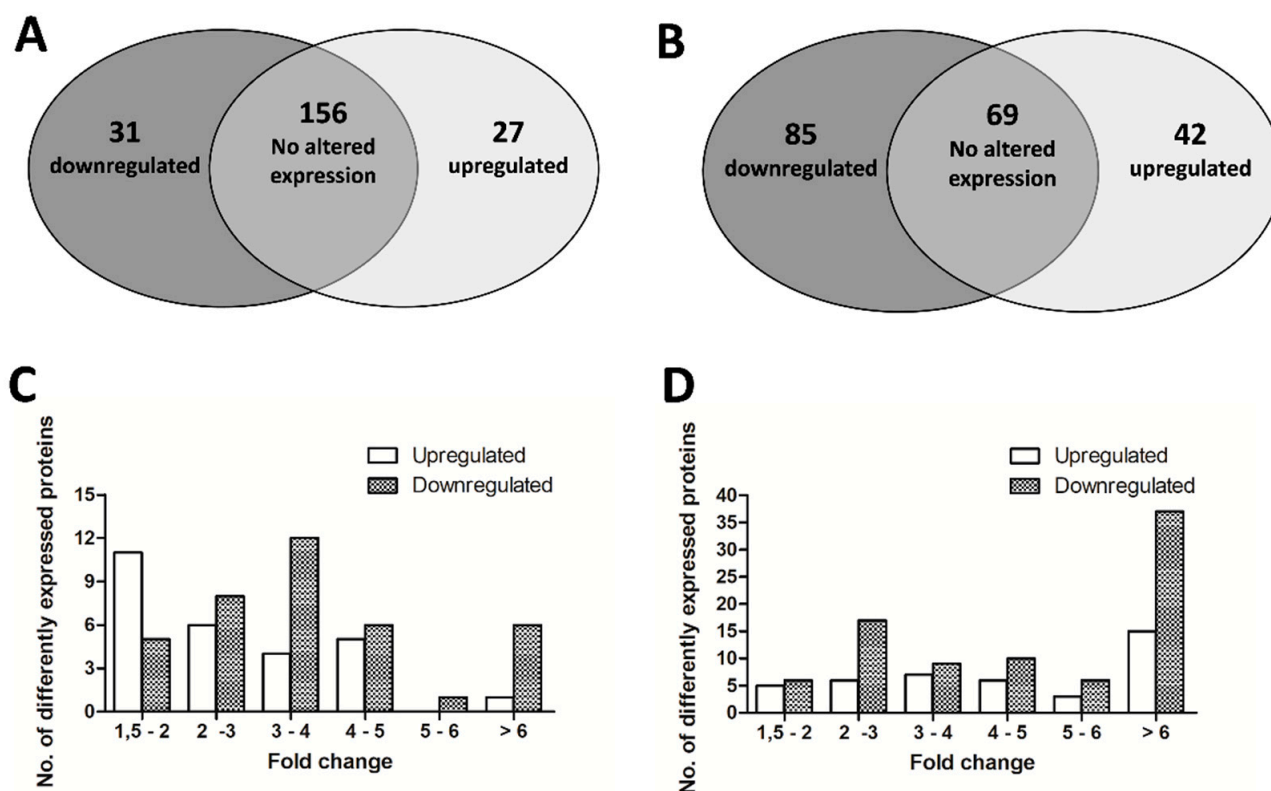 A
31
downregulated
156
No altered
expression
27
upregulated
B
85
downregulated
69
No altered
expression
42
upregulated
C
No. of differently expressed proteins
Upregulated
Downregulated
15
12
9
6
3
0
1,5 - 2 2 -3 3 - 4 4 - 5 5 - 6 > 6
Fold change
D
No. of differently expressed proteins
Upregulated
Downregulated
40
35
30
25
20
15
10
5
0
1,5 - 2 2 -3 3 - 4 4 - 5 5 - 6 > 6
Fold change